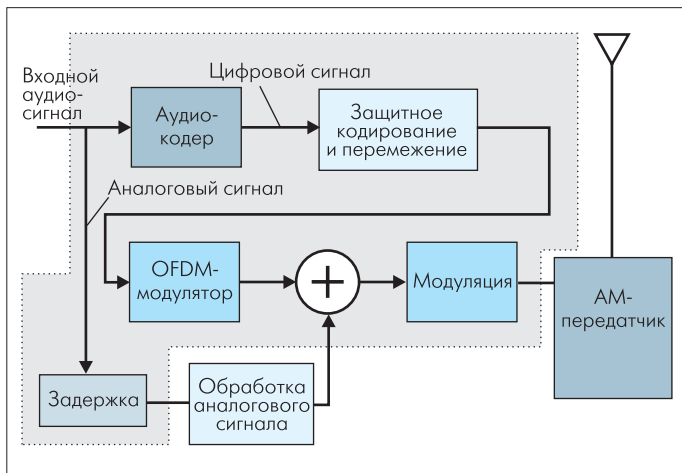 Цифровой сигнал
Входной
аудио-
сигнал
Аудио-
кодер
Защитное
кодирование
и перемежение
Аналоговый сигнал
OFDM-
модулятор
+
Модуляция
АМ-
передатчик
Задержка
Обработка
аналогового
сигнала